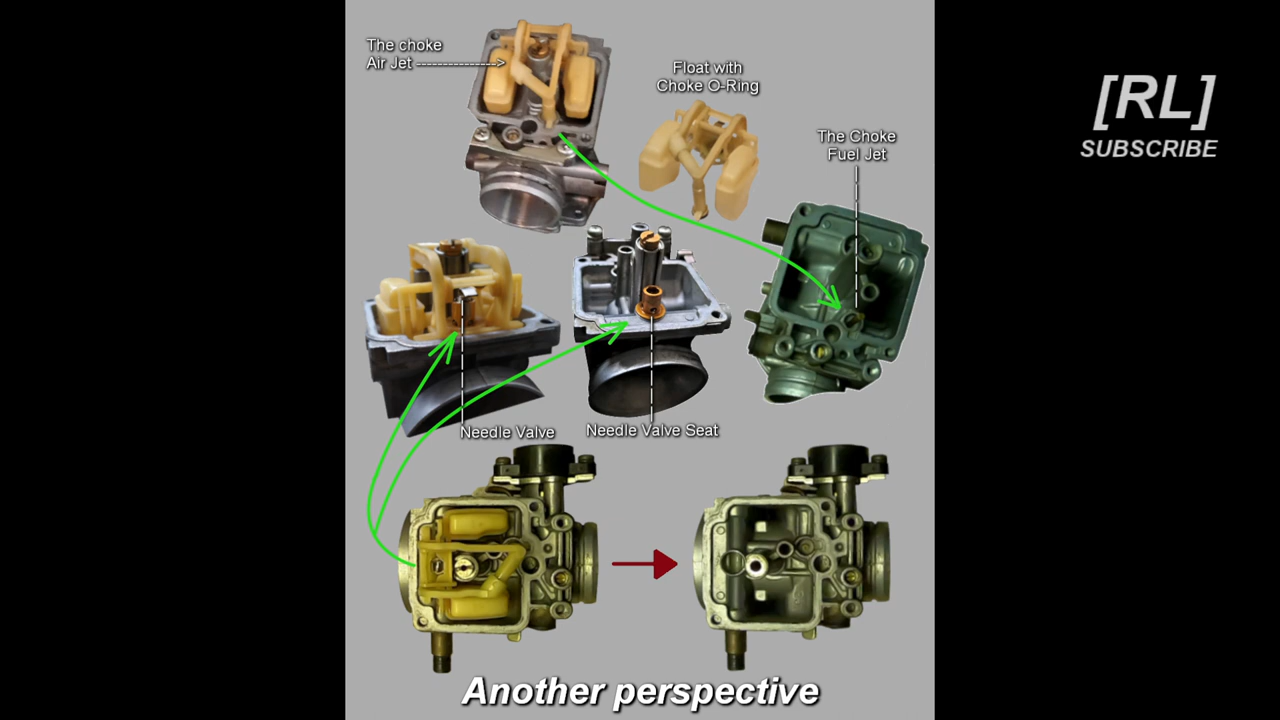 The choke
Air Jet --------------->
Float with
Choke O-Ring
The Choke
Fuel Jet
[RL]
SUBSCRIBE
Needle Valve
Needle Valve Seat
Another perspective